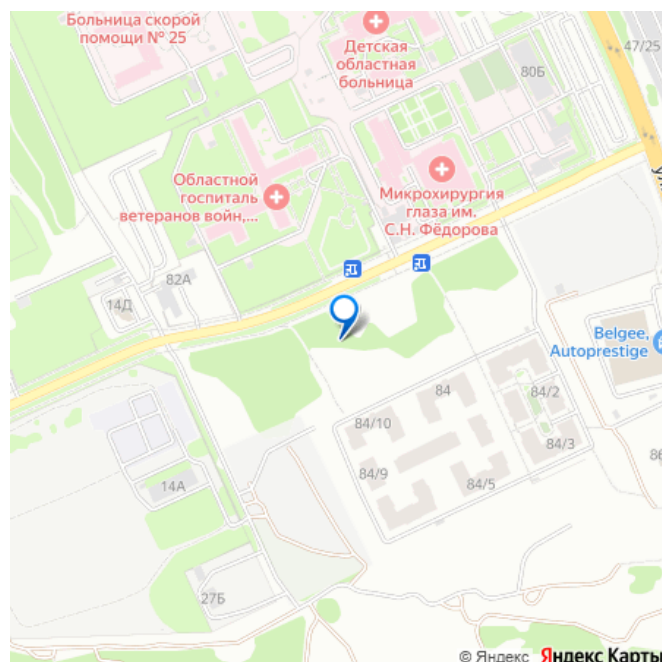 Больница скорой
помощи № 25
Детская
областная
больница
47/25
80Б
Областной
госпиталь
ветеранов войн,...
Микрохирургия
глаза им.
С.Н. Фёдорова
82А
14Д
Belgee,
Autoprestige
84/10
84
84/2
84/9
84/3
84/5
86
14А
27Б
© Яндекс Яндекс Карты